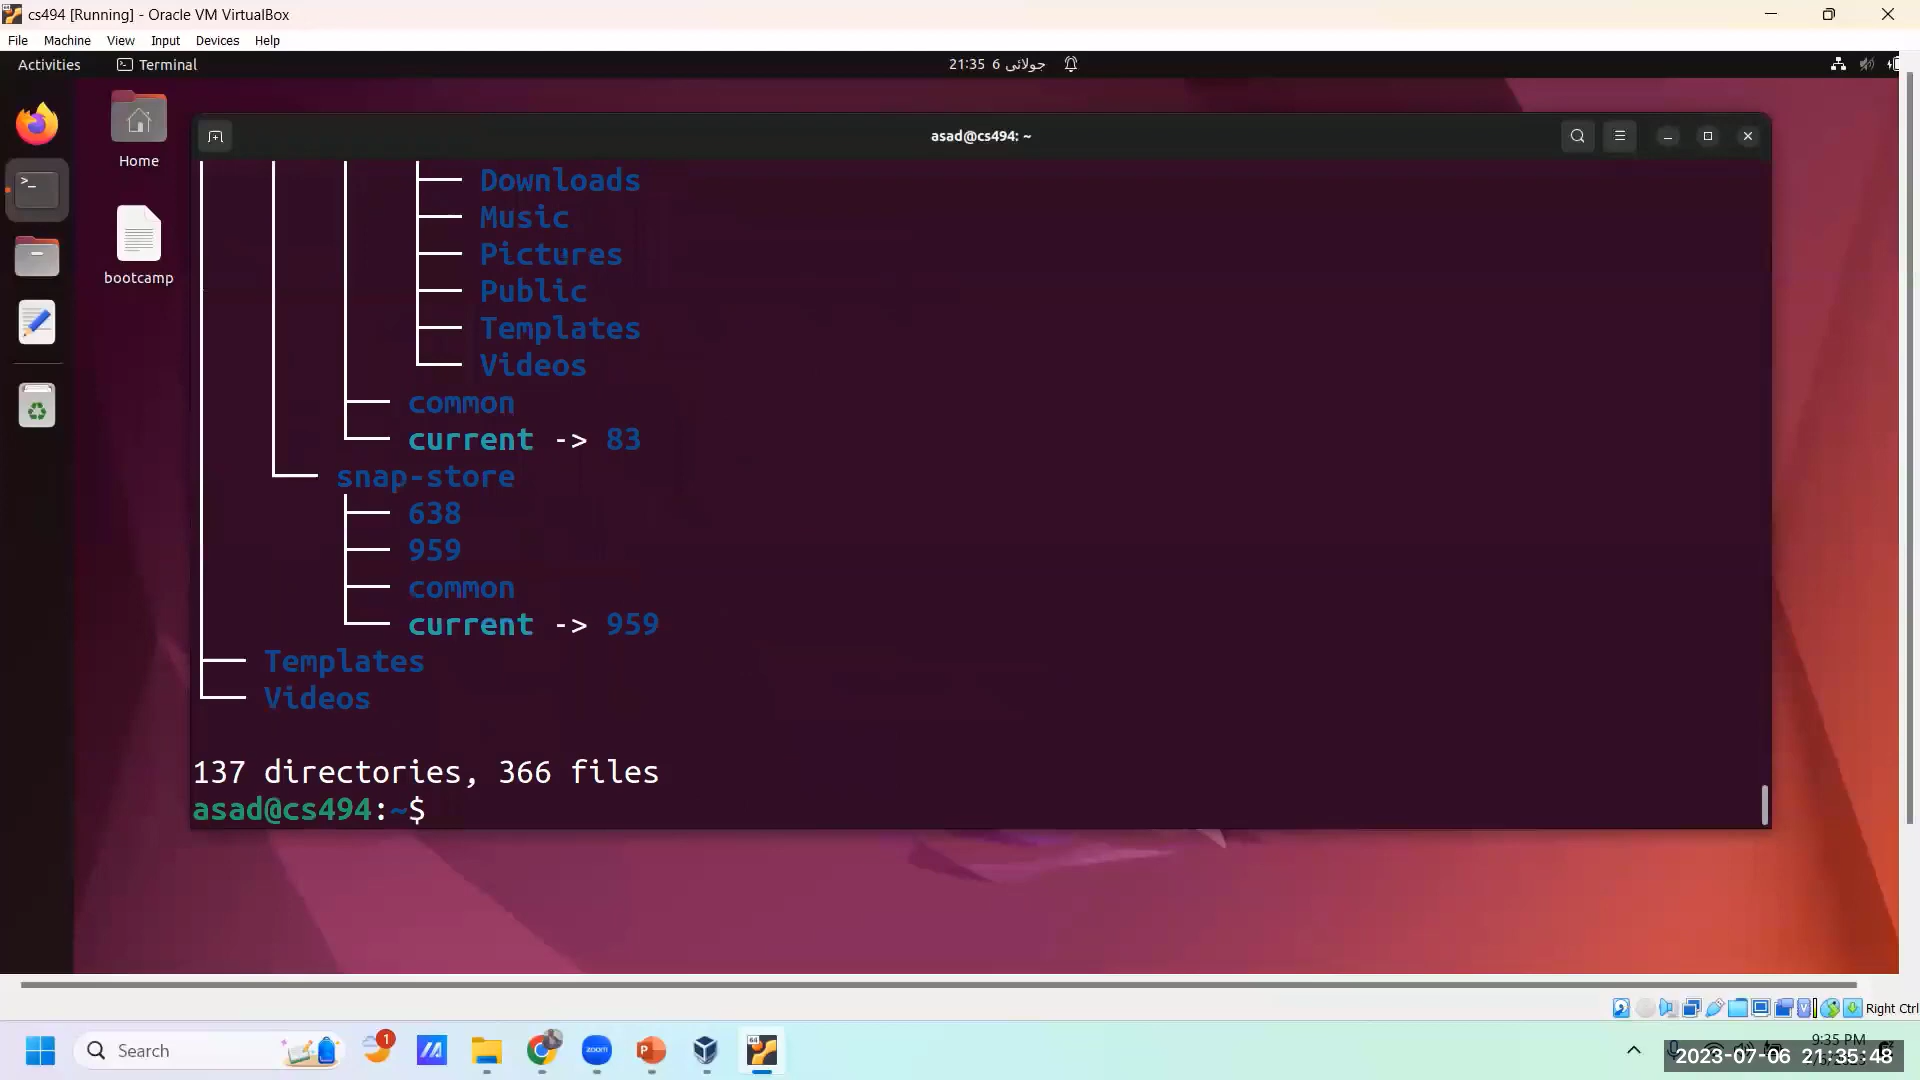 cs494 [Running] - Oracle VM VirtualBox
File Machine View Input Devices Help
Activities Terminal 21:35 6 جولائی
Home
bootcamp
asad@cs494: ~
Downloads
Music
Pictures
Public
Templates
Videos
common
current -> 83
snap-store
638
959
common
current -> 959
Templates
Videos
137 directories, 366 files
asad@cs494:~$
Right Ctrl
Search
1
zoom
64
9:35 PM
2023-07-06 21:35:48